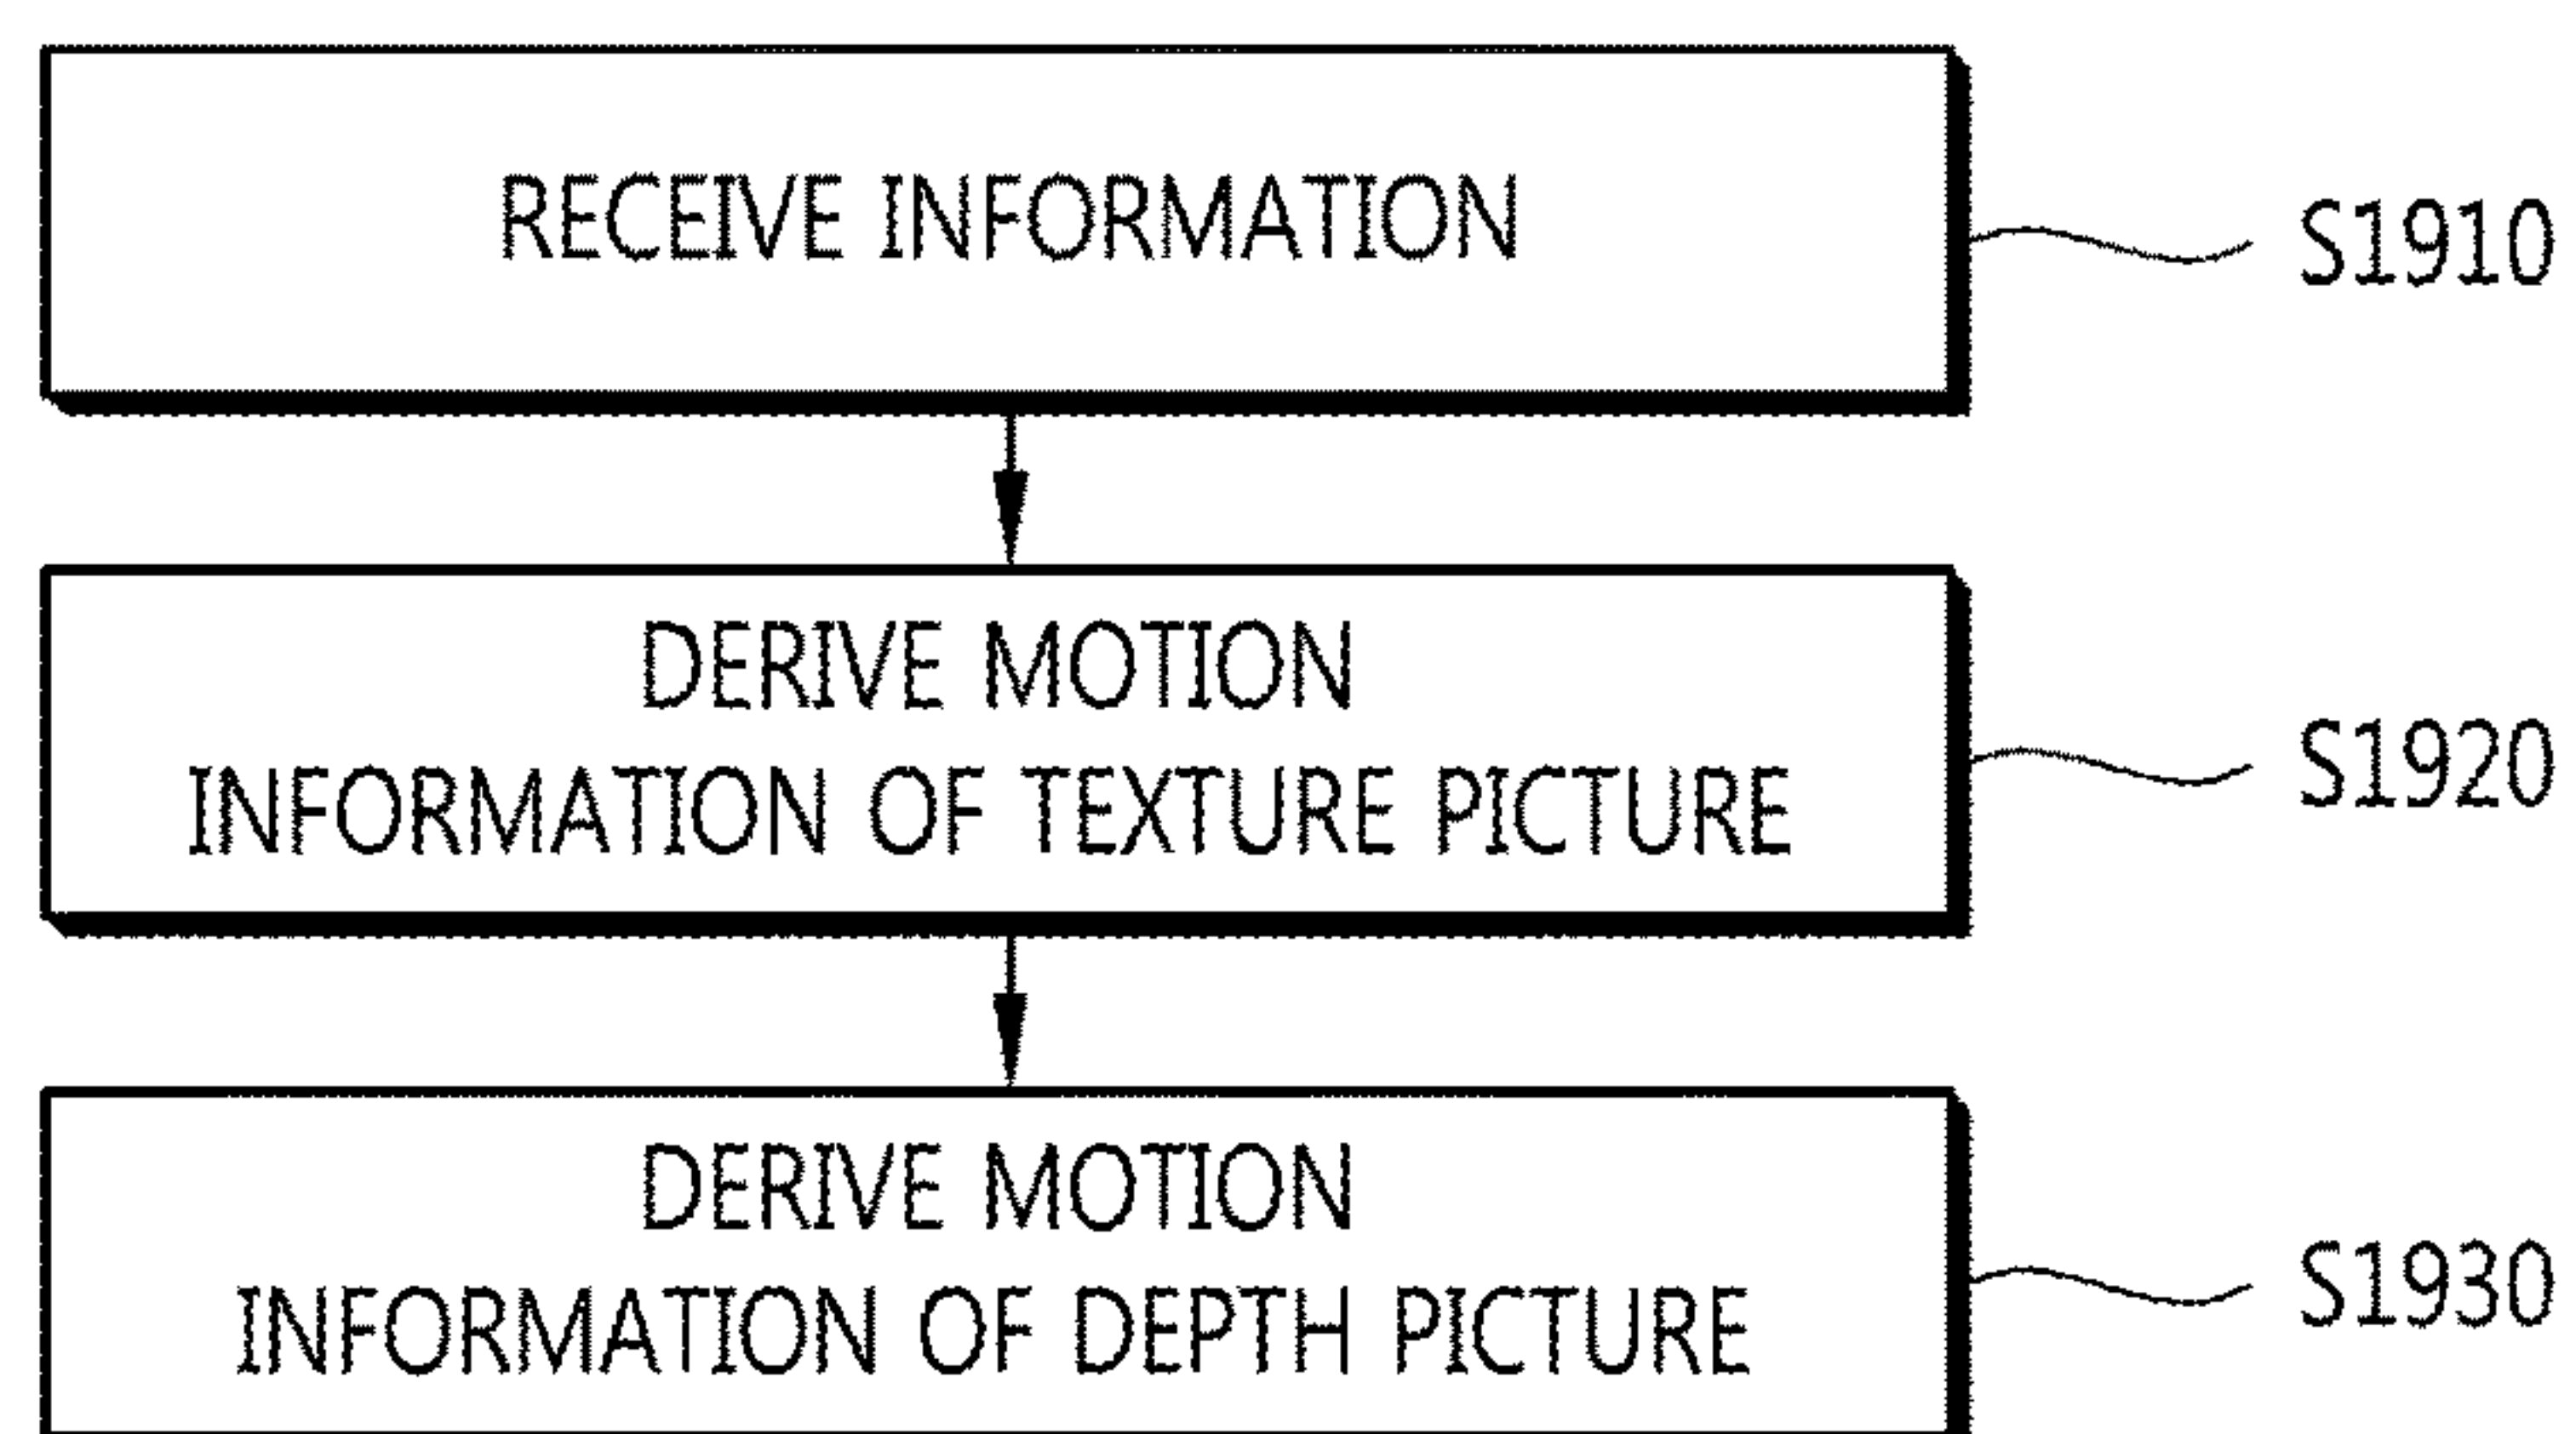 RECEIVE INFORMATION
S1910
DERIVE MOTION
INFORMATION OF TEXTURE PICTURE
S1920
DERIVE MOTION
INFORMATION OF DEPTH PICTURE
S1930